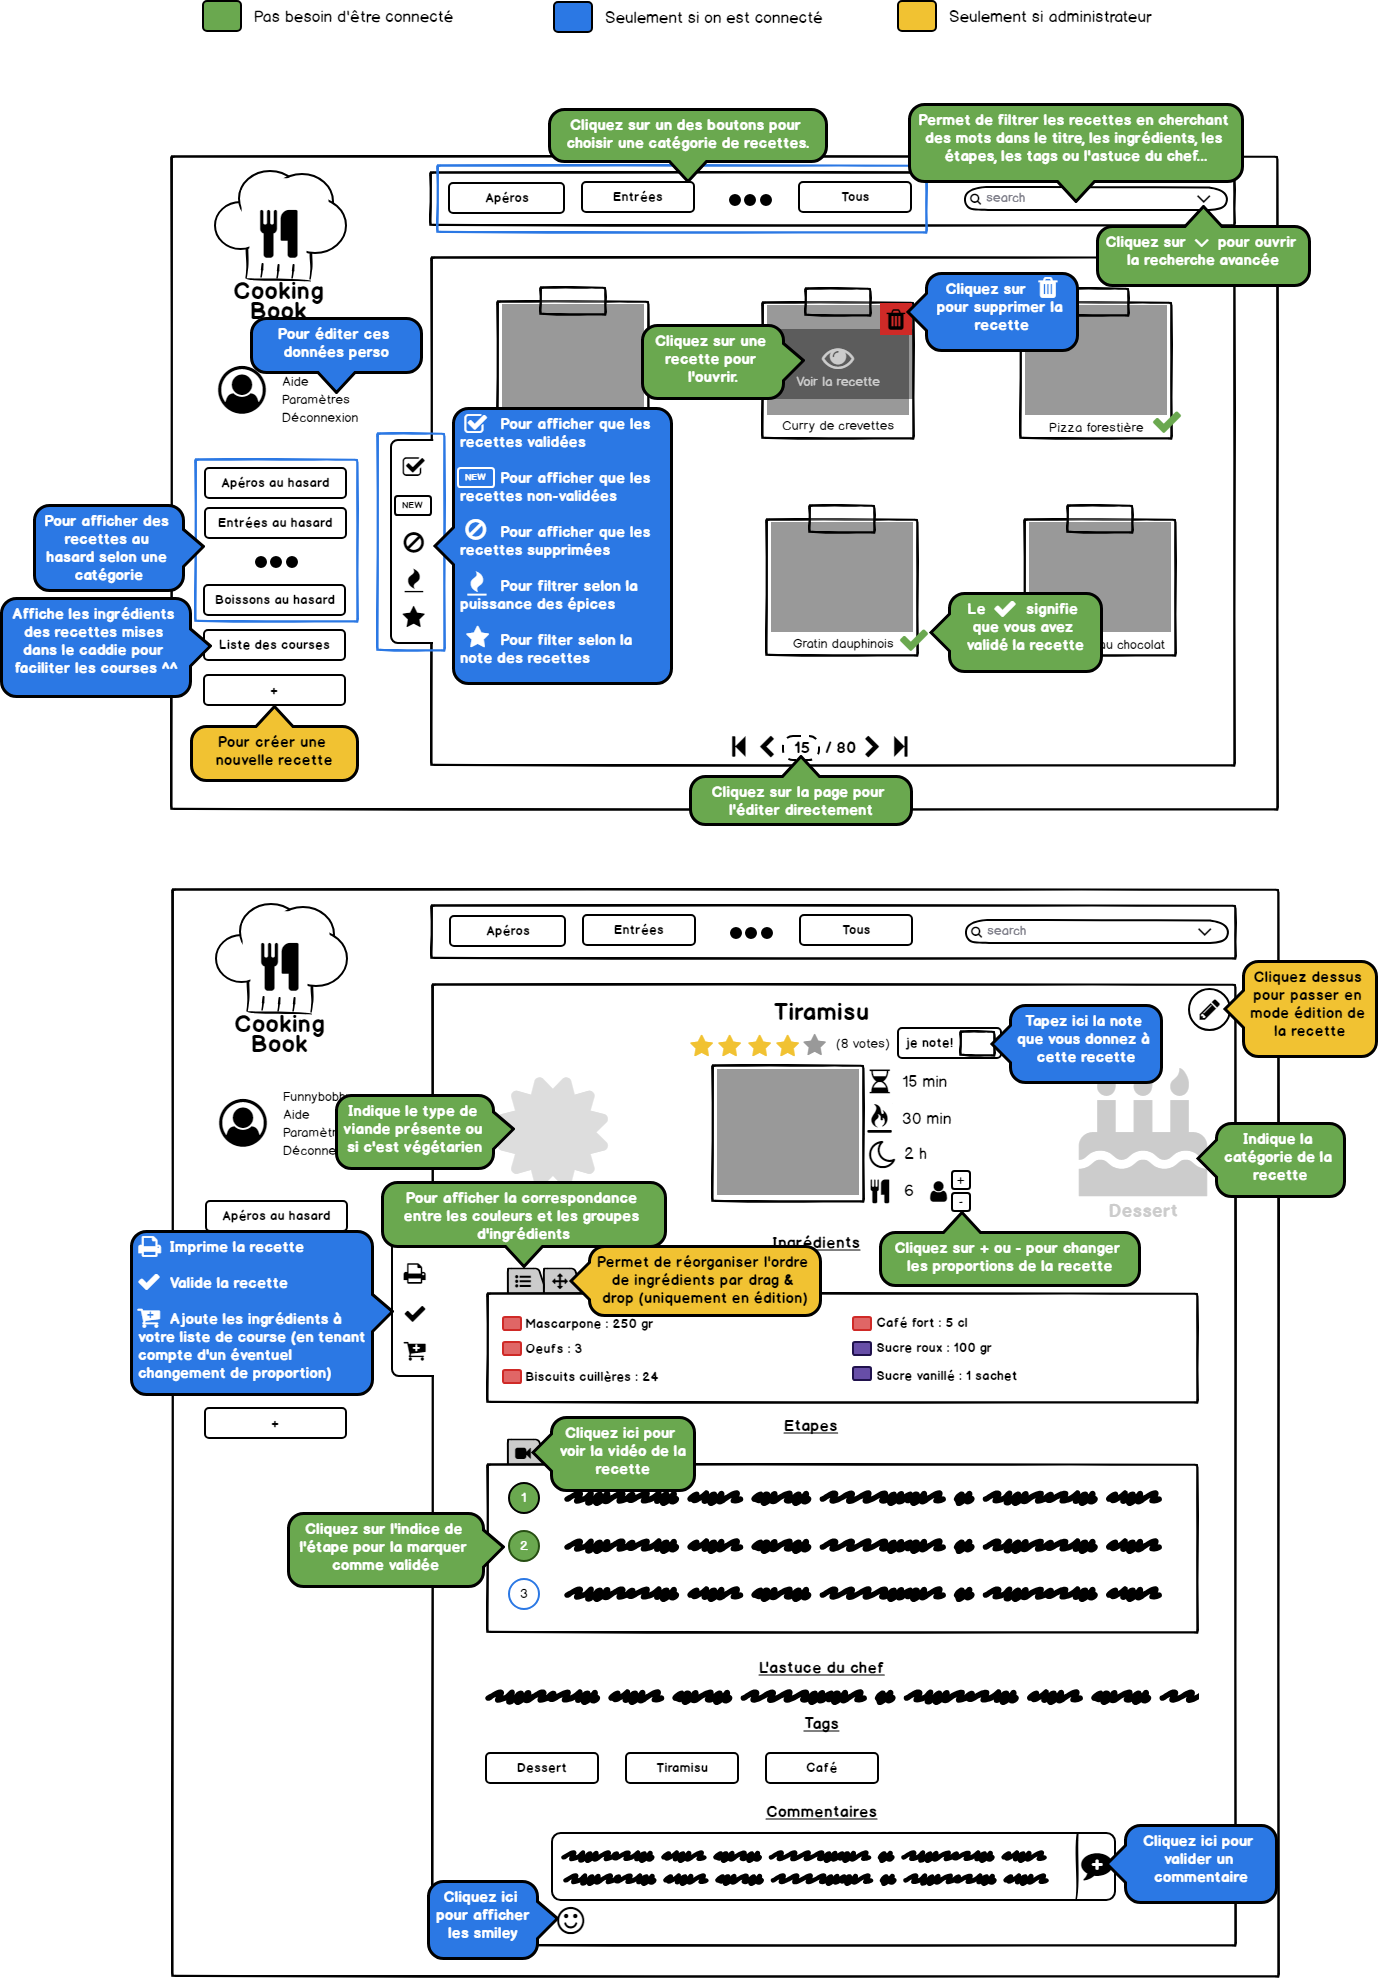 Pas besoin d'être connecté
Seulement si on est connecté
Seulement si administrateur
Cliquez sur un des boutons pour
choisir une catégorie de recettes.
Permet de filtrer les recettes en cherchant
des mots dans le titre, les ingrédients, les
étapes, les tags ou l'astuce du chef...
Apéros
Entrées
Tous
search
Cliquez sur pour ouvrir
la recherche avancée
Cooking
Book
Pour éditer ces
données perso
Aide
Paramètres
Déconnexion
Cliquez sur
pour supprimer la
recette
Cliquez sur une
recette pour
l'ouvrir.
Voir la recette
Curry de crevettes
Pizza forestière
Pour afficher que les
recettes validées
NEW
Pour afficher que les
recettes non-validées
Pour afficher que les
recettes supprimées
Pour filtrer selon la
puissance des épices
Pour filter selon la
note des recettes
NEW
Apéros au hasard
Entrées au hasard
Boissons au hasard
Liste des courses
+
Pour afficher des
recettes au
hasard selon une
catégorie
Affiche les ingrédients
des recettes mises
dans le caddie pour
faciliter les courses ^^
Pour créer une
nouvelle recette
Le signifie
que vous avez
validé la recette
Gratin dauphinois
au chocolat
15 / 80
Cliquez sur la page pour
l'éditer directement
Cooking
Book
Apéros
Entrées
Tous
search
Cliquez dessus
pour passer en
mode édition de
la recette
Tiramisu
(8 votes)
je note!
Tapez ici la note
que vous donnez à
cette recette
15 min
30 min
2 h
6
+
-
Funnybobb
Aide
Paramètr
Déconne
Indique le type de
viande présente ou
si c'est végétarien
Indique la
catégorie de la
recette
Dessert
Pour afficher la correspondance
entre les couleurs et les groupes
d'ingrédients
Apéros au hasard
Cliquez sur + ou - pour changer
les proportions de la recette
Ingrédients
Permet de réorganiser l'ordre
de ingrédients par drag &
drop (uniquement en édition)
Imprime la recette
Valide la recette
Ajoute les ingrédients à
votre liste de course (en tenant
compte d'un éventuel
changement de proportion)
+
Mascarpone : 250 gr
Oeufs : 3
Biscuits cuillères : 24
Café fort : 5 cl
Sucre roux : 100 gr
Sucre vanillé : 1 sachet
Etapes
Cliquez ici pour
voir la vidéo de la
recette
1
2
3
Cliquez sur l'indice de
l'étape pour la marquer
comme validée
L'astuce du chef
Tags
Dessert
Tiramisu
Café
Commentaires
Cliquez ici pour
valider un
commentaire
Cliquez ici
pour afficher
les smiley